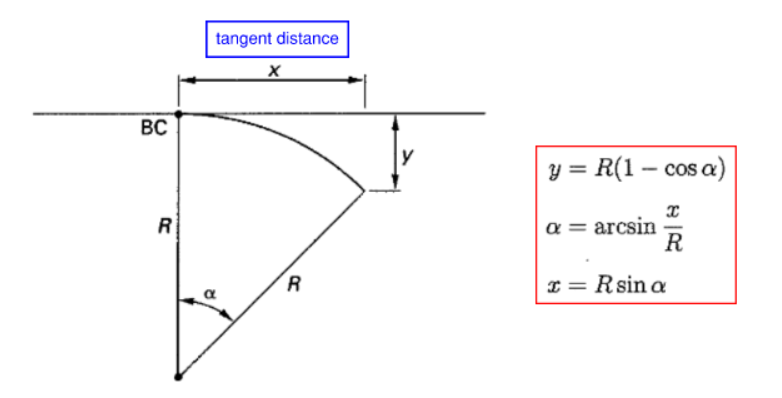 tangent distance
x
BC
y
R
R
α
y = R(1 − cos α)
α = arcsin x/R
x = R sin α